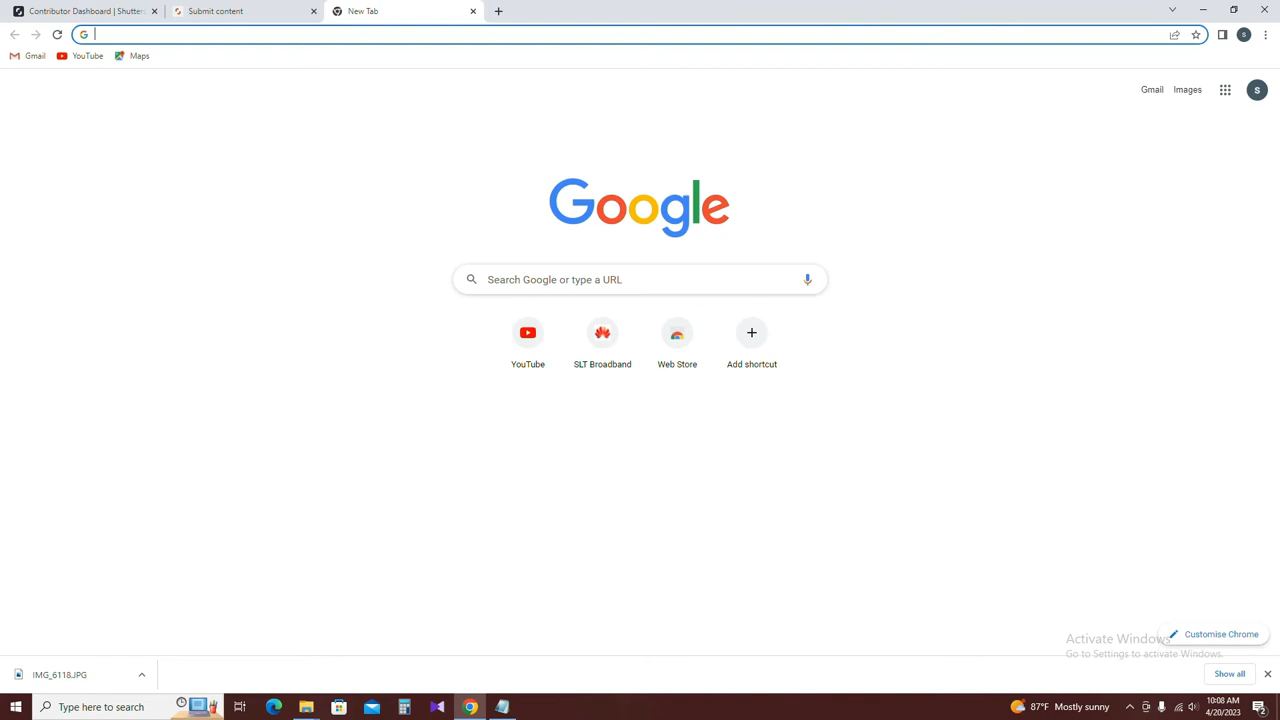 Contributor Dashboard | Shutters
Submit content
New Tab
Gmail
YouTube
Maps
S
Gmail
Images
S
Google
Search Google or type a URL
YouTube
SLT Broadband
Web Store
Add shortcut
Activate Windows
Go to Settings to activate Windows.
Customise Chrome
IMG_6118.JPG
Show all
Type here to search
87°F Mostly sunny
10:08 AM
4/20/2023
2